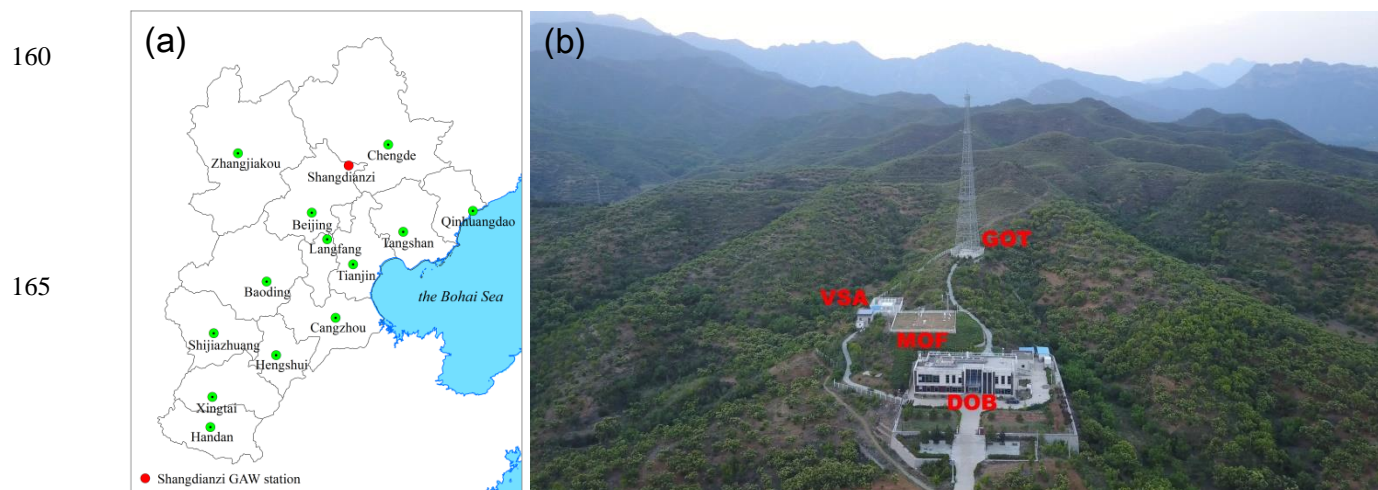 160
165
(a)
Zhangjiakou
Chengde
Shangdianzi
Qinhuangdao
Beijing
Tangshan
Langfang
Tianjin
Baoding
the Bohai Sea
Cangzhou
Shijiazhuang
Hengshui
Xingtai
Handan
Shangdianzi GAW station
(b)
GOT
VSA
MOF
DOB